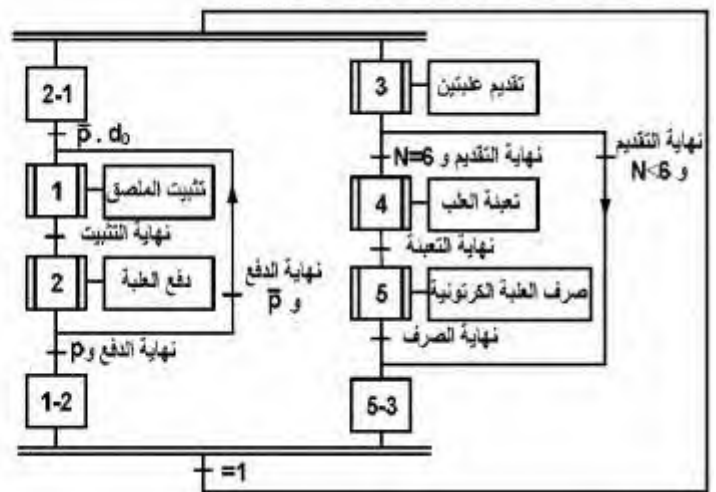 2-1
p̅ . d₀
1
تثبيت الملصق
نهاية التثبيت
2
دفع العلبة
نهاية الدفع
و p̅
نهاية الدفع و p
1-2
3
تقديم علبتين
نهاية التقديم و N=6
نهاية التقديم
و N<6
4
تعبئة العلب
نهاية التعبئة
5
صرف العلبة الكرتونية
نهاية الصرف
5-3
=1